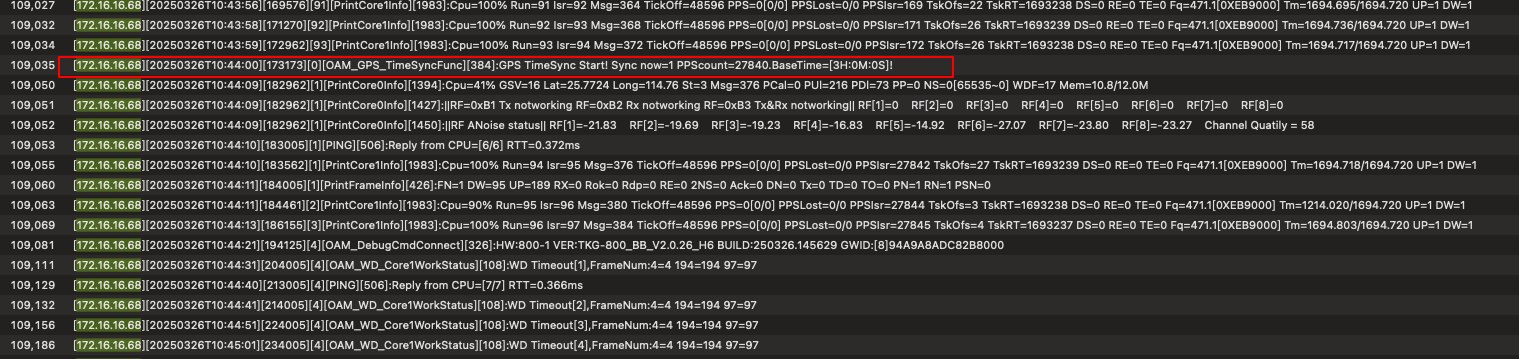 109,027 [172.16.16.68][20250326T10:43:56][169576][91][PrintCore1Info][1983]:Cpu=100% Run=91 Isr=92 Msg=364 TickOff=48596 PPS=0[0/0] PPSLost=0/0 PPSIsr=169 TskOfs=22 TskRT=1693238 DS=0 RE=0 TE=0 Fq=471.1[0XEB9000] Tm=1694.695/1694.720 UP=1 DW=1
109,032 [172.16.16.68][20250326T10:43:58][171270][92][PrintCore1Info][1983]:Cpu=100% Run=92 Isr=93 Msg=368 TickOff=48596 PPS=0[0/0] PPSLost=0/0 PPSIsr=171 TskOfs=26 TskRT=1693239 DS=0 RE=0 TE=0 Fq=471.1[0XEB9000] Tm=1694.736/1694.720 UP=1 DW=1
109,034 [172.16.16.68][20250326T10:43:59][172962][93][PrintCore1Info][1983]:Cpu=100% Run=93 Isr=94 Msg=372 TickOff=48596 PPS=0[0/0] PPSLost=0/0 PPSIsr=172 TskOfs=26 TskRT=1693238 DS=0 RE=0 TE=0 Fq=471.1[0XEB9000] Tm=1694.717/1694.720 UP=1 DW=1
109,035 [172.16.16.68][20250326T10:44:00][173173][0][OAM_GPS_TimeSyncFunc][384]:GPS TimeSync Start! Sync now=1 PPScount=27840.BaseTime=[3H:0M:0S]!
109,050 [172.16.16.68][20250326T10:44:09][182962][1][PrintCore0Info][1394]:Cpu=41% GSV=16 Lat=25.7724 Long=114.76 St=3 Msg=376 PCal=0 PUI=216 PDI=73 PP=0 NS=0[65535~0] WDF=17 Mem=10.8/12.0M
109,051 [172.16.16.68][20250326T10:44:09][182962][1][PrintCore0Info][1427]:||RF=0xB1 Tx notworking RF=0xB2 Rx notworking RF=0xB3 Tx&Rx notworking|| RF[1]=0 RF[2]=0 RF[3]=0 RF[4]=0 RF[5]=0 RF[6]=0 RF[7]=0 RF[8]=0
109,052 [172.16.16.68][20250326T10:44:09][182962][1][PrintCore0Info][1450]:||RF ANoise status|| RF[1]=-21.83 RF[2]=-19.69 RF[3]=-19.23 RF[4]=-16.83 RF[5]=-14.92 RF[6]=-27.07 RF[7]=-23.80 RF[8]=-23.27 Channel Quatily = 58
109,053 [172.16.16.68][20250326T10:44:10][183005][1][PING][506]:Reply from CPU=[6/6] RTT=0.372ms
109,055 [172.16.16.68][20250326T10:44:10][183562][1][PrintCore1Info][1983]:Cpu=100% Run=94 Isr=95 Msg=376 TickOff=48596 PPS=0[0/0] PPSLost=0/0 PPSIsr=27842 TskOfs=27 TskRT=1693239 DS=0 RE=0 TE=0 Fq=471.1[0XEB9000] Tm=1694.718/1694.720 UP=1 DW=1
109,060 [172.16.16.68][20250326T10:44:11][184005][1][PrintFrameInfo][426]:FN=1 DW=95 UP=189 RX=0 Rok=0 Rdp=0 RE=0 2NS=0 Ack=0 DN=0 Tx=0 TD=0 TO=0 PN=1 RN=1 PSN=0
109,063 [172.16.16.68][20250326T10:44:11][184461][2][PrintCore1Info][1983]:Cpu=90% Run=95 Isr=96 Msg=380 TickOff=48596 PPS=0[0/0] PPSLost=0/0 PPSIsr=27844 TskOfs=3 TskRT=1693238 DS=0 RE=0 TE=0 Fq=471.1[0XEB9000] Tm=1214.020/1694.720 UP=1 DW=1
109,069 [172.16.16.68][20250326T10:44:13][186155][3][PrintCore1Info][1983]:Cpu=100% Run=96 Isr=97 Msg=384 TickOff=48596 PPS=0[0/0] PPSLost=0/0 PPSIsr=27845 TskOfs=4 TskRT=1693237 DS=0 RE=0 TE=0 Fq=471.1[0XEB9000] Tm=1694.803/1694.720 UP=1 DW=1
109,081 [172.16.16.68][20250326T10:44:21][194125][4][OAM_DebugCmdConnect][326]:HW:800-1 VER:TKG-800_BB_V2.0.26_H6 BUILD:250326.145629 GWID:[8]94A9A8ADC82B8000
109,111 [172.16.16.68][20250326T10:44:31][204005][4][OAM_WD_Core1WorkStatus][108]:WD Timeout[1],FrameNum:4=4 194=194 97=97
109,129 [172.16.16.68][20250326T10:44:40][213005][4][PING][506]:Reply from CPU=[7/7] RTT=0.366ms
109,132 [172.16.16.68][20250326T10:44:41][214005][4][OAM_WD_Core1WorkStatus][108]:WD Timeout[2],FrameNum:4=4 194=194 97=97
109,156 [172.16.16.68][20250326T10:44:51][224005][4][OAM_WD_Core1WorkStatus][108]:WD Timeout[3],FrameNum:4=4 194=194 97=97
109,186 [172.16.16.68][20250326T10:45:01][234005][4][OAM_WD_Core1WorkStatus][108]:WD Timeout[4],FrameNum:4=4 194=194 97=97